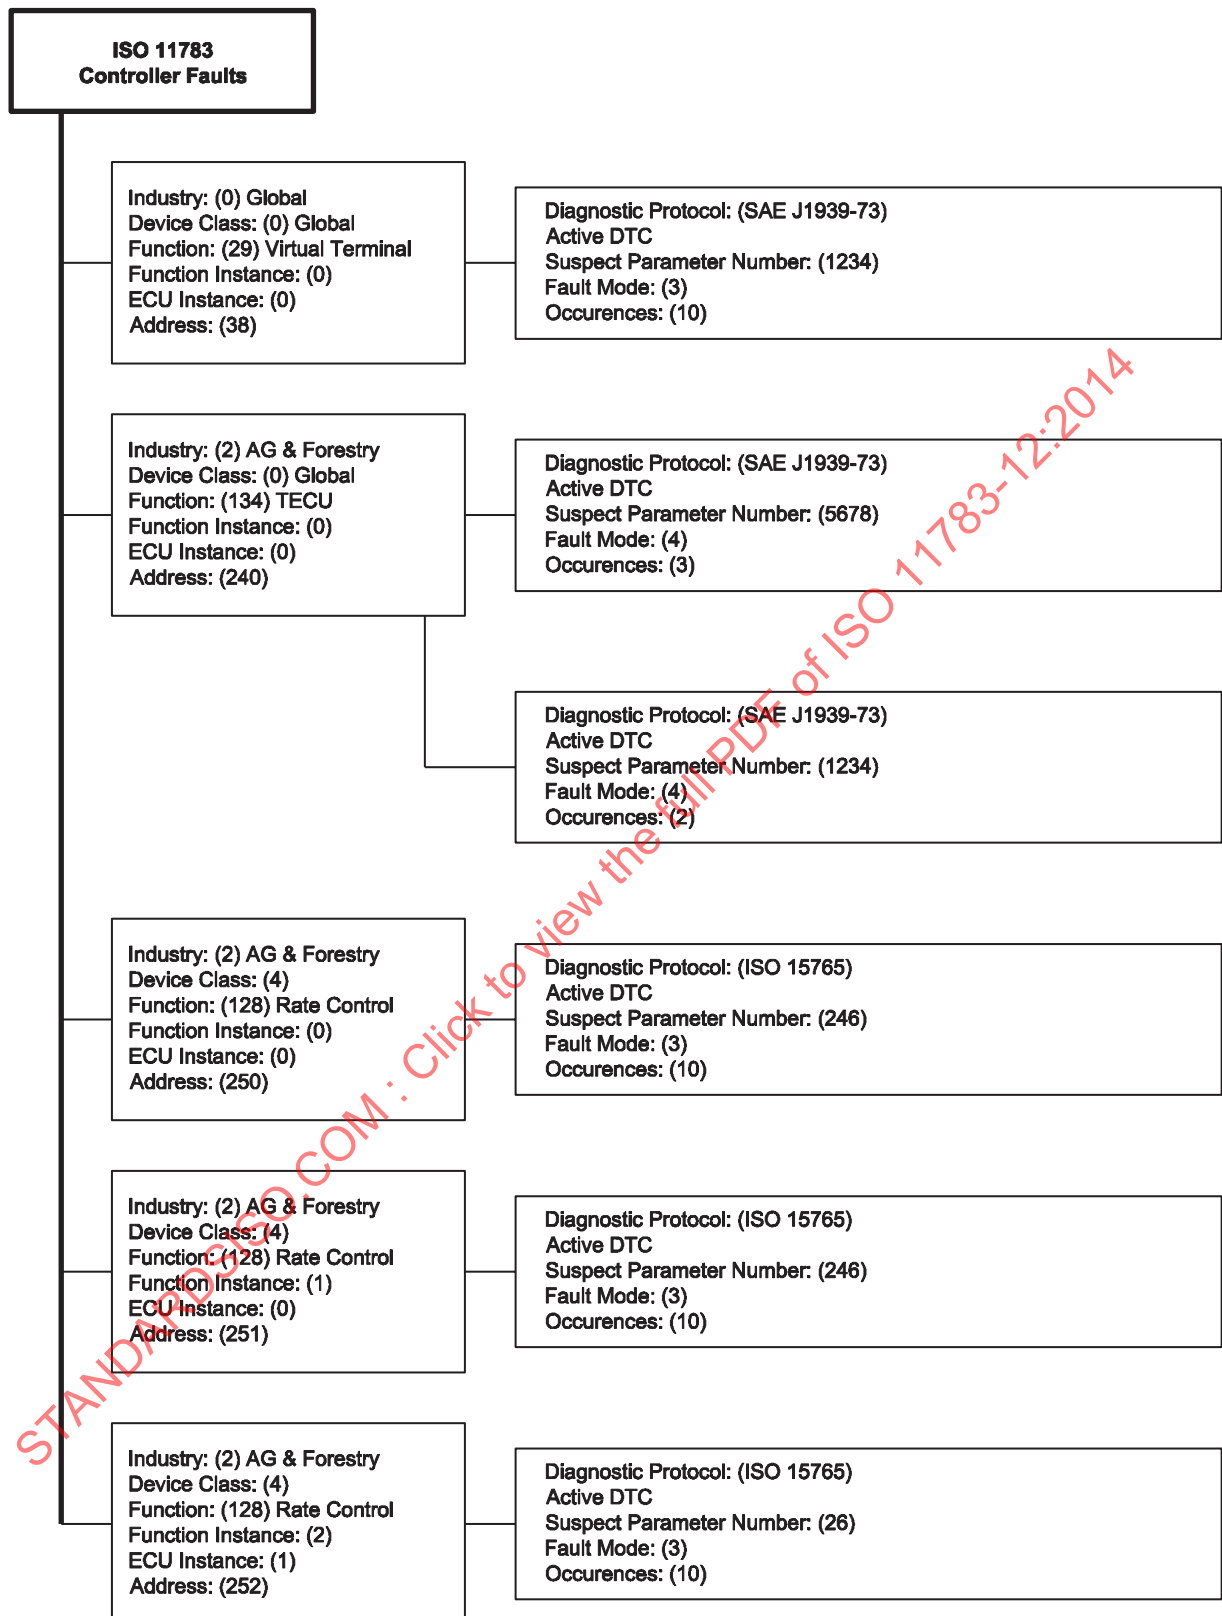 ISO 11783
Controller Faults
Industry: (0) Global
Device Class: (0) Global
Function: (29) Virtual Terminal
Function Instance: (0)
ECU Instance: (0)
Address: (38)
Diagnostic Protocol: (SAE J1939-73)
Active DTC
Suspect Parameter Number: (1234)
Fault Mode: (3)
Occurences: (10)
Industry: (2) AG & Forestry
Device Class: (0) Global
Function: (134) TECU
Function Instance: (0)
ECU Instance: (0)
Address: (240)
Diagnostic Protocol: (SAE J1939-73)
Active DTC
Suspect Parameter Number: (5678)
Fault Mode: (4)
Occurences: (3)
Diagnostic Protocol: (SAE J1939-73)
Active DTC
Suspect Parameter Number: (1234)
Fault Mode: (4)
Occurences: (2)
Industry: (2) AG & Forestry
Device Class: (4)
Function: (128) Rate Control
Function Instance: (0)
ECU Instance: (0)
Address: (250)
Diagnostic Protocol: (ISO 15765)
Active DTC
Suspect Parameter Number: (246)
Fault Mode: (3)
Occurences: (10)
Industry: (2) AG & Forestry
Device Class: (4)
Function: (128) Rate Control
Function Instance: (1)
ECU Instance: (0)
Address: (251)
Diagnostic Protocol: (ISO 15765)
Active DTC
Suspect Parameter Number: (246)
Fault Mode: (3)
Occurences: (10)
Industry: (2) AG & Forestry
Device Class: (4)
Function: (128) Rate Control
Function Instance: (2)
ECU Instance: (1)
Address: (252)
Diagnostic Protocol: (ISO 15765)
Active DTC
Suspect Parameter Number: (26)
Fault Mode: (3)
Occurences: (10)
STANDARDSISO.COM : Click to view the full PDF of ISO 11783-12:2014